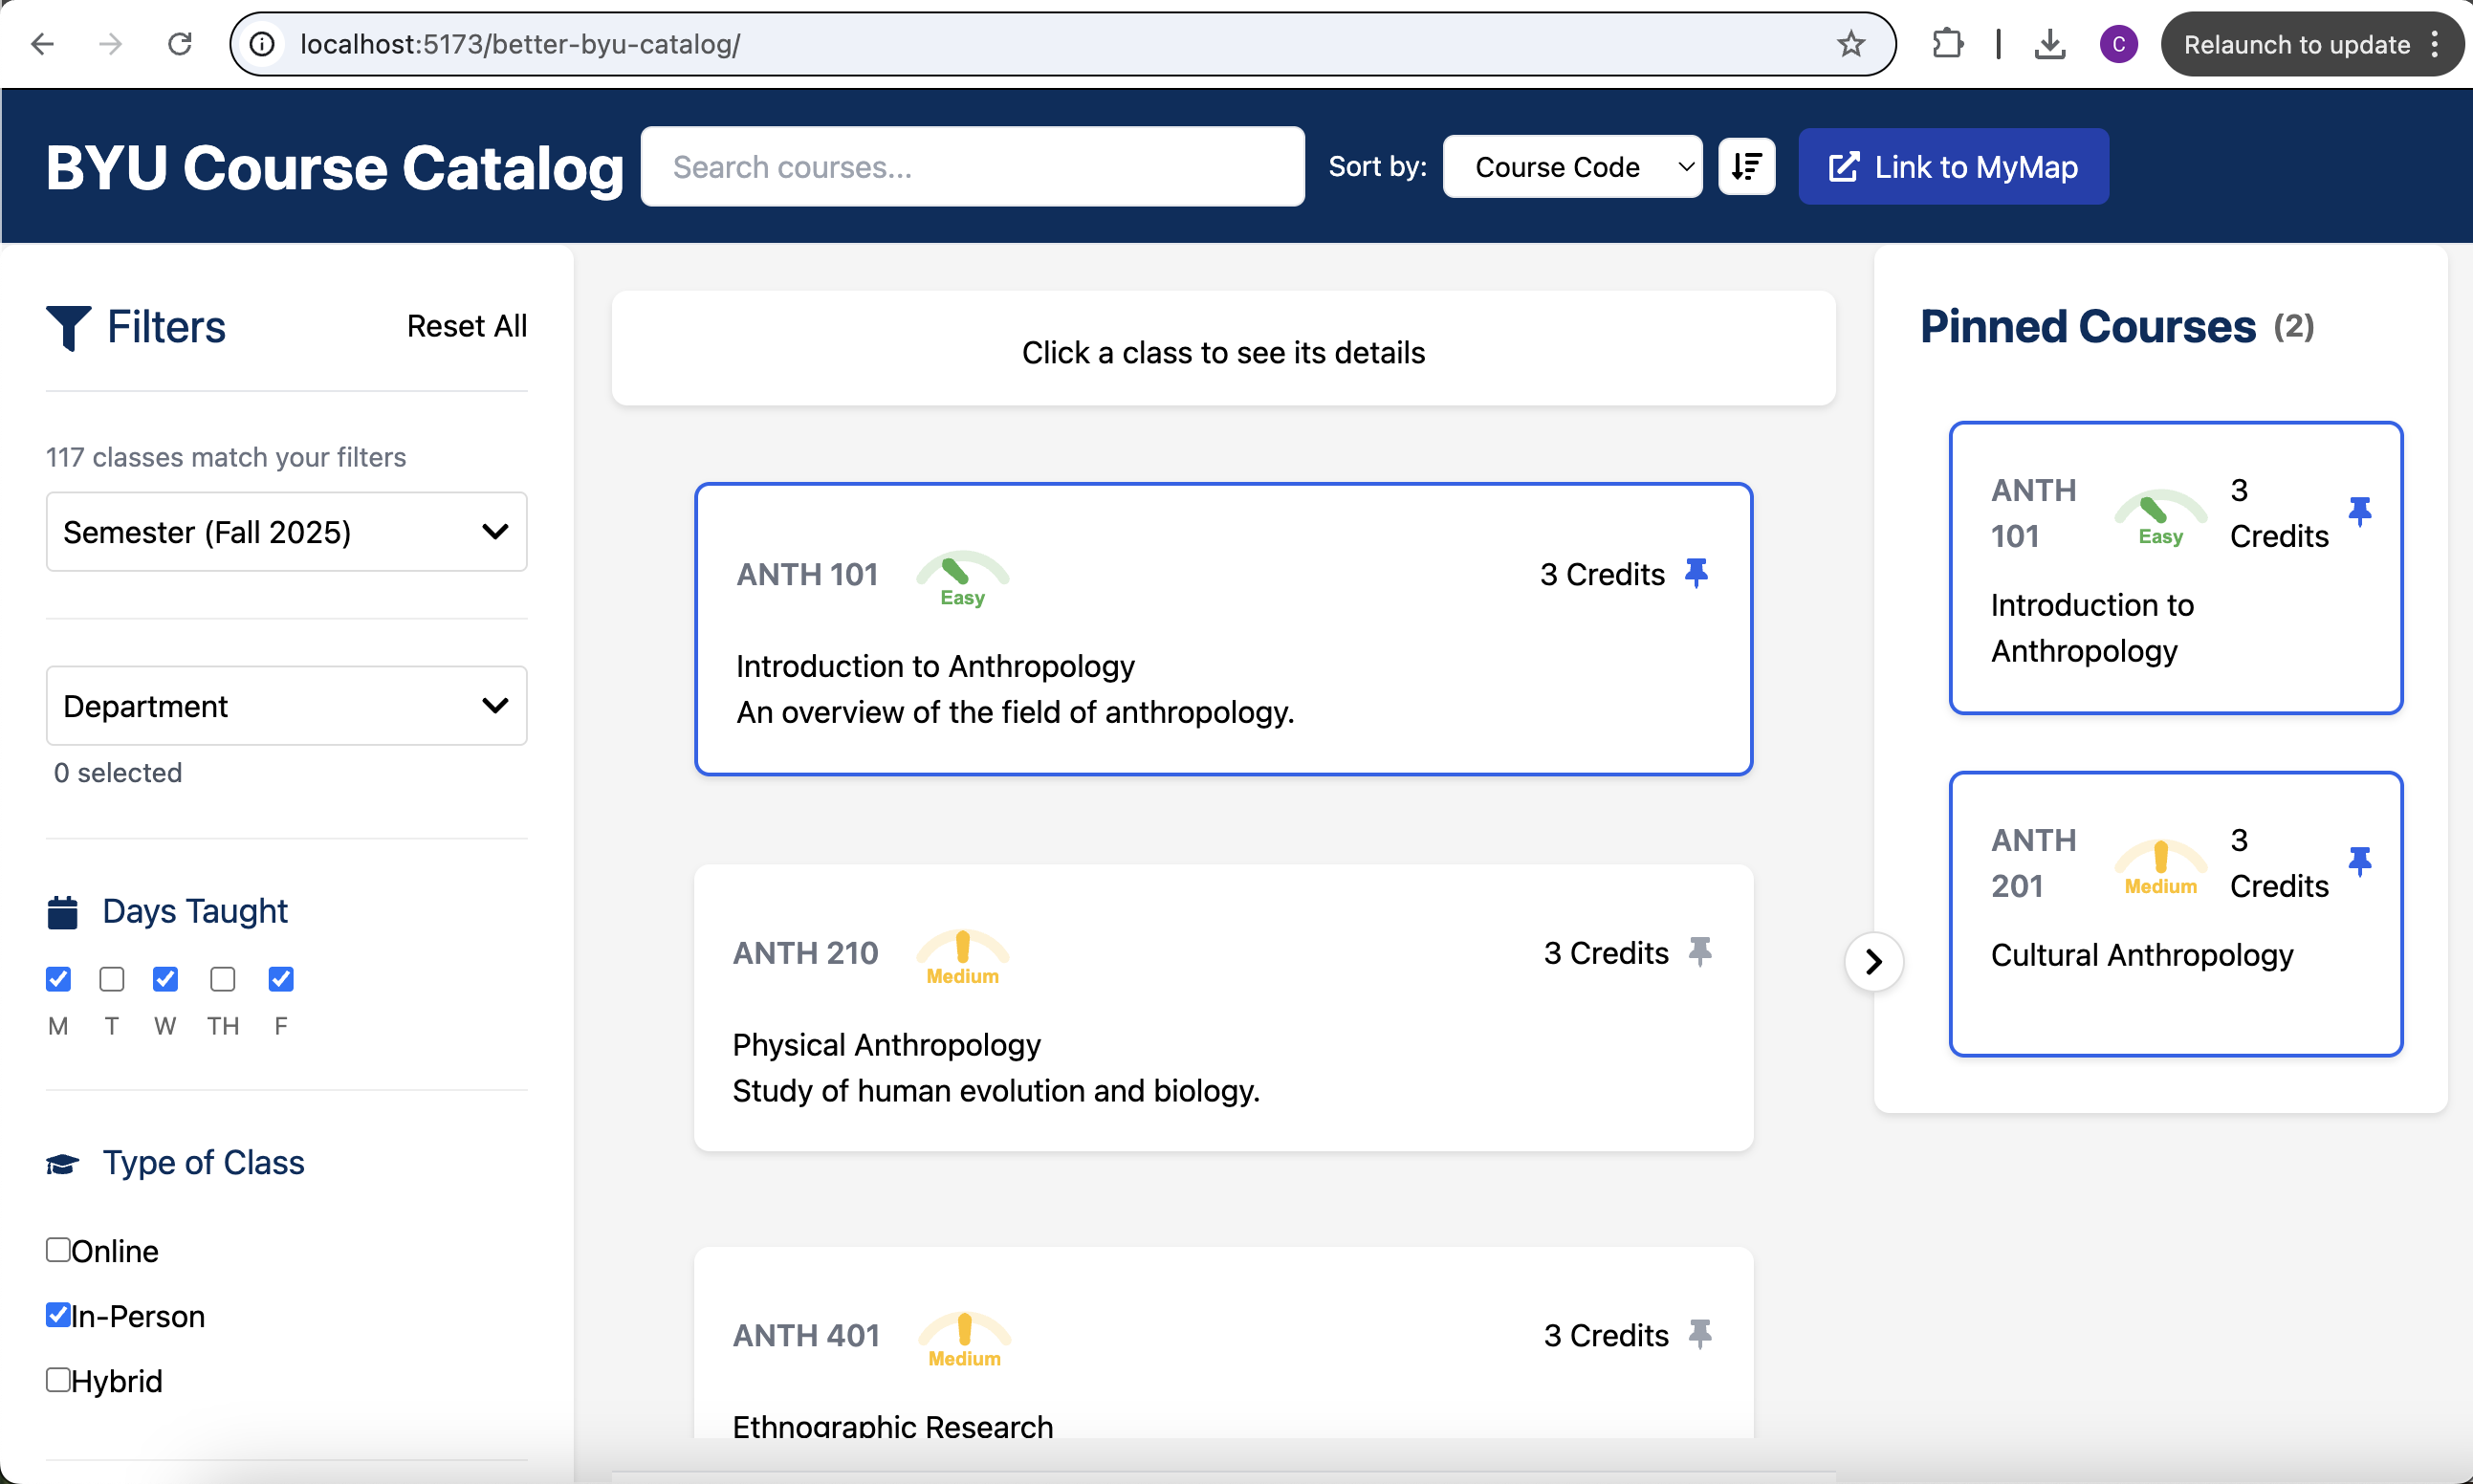 localhost:5173/better-byu-catalog/
C
Relaunch to update
BYU Course Catalog
Search courses...
Sort by:
Course Code
Link to MyMap
Filters
Reset All
117 classes match your filters
Semester (Fall 2025)
Department
0 selected
Days Taught
M T W TH F
Type of Class
Online
In-Person
Hybrid
Click a class to see its details
ANTH 101
Easy
3 Credits
Introduction to Anthropology
An overview of the field of anthropology.
ANTH 210
Medium
3 Credits
Physical Anthropology
Study of human evolution and biology.
ANTH 401
Medium
3 Credits
Ethnographic Research
Pinned Courses (2)
ANTH
101
Easy
3
Credits
Introduction to
Anthropology
ANTH
201
Medium
3
Credits
Cultural Anthropology